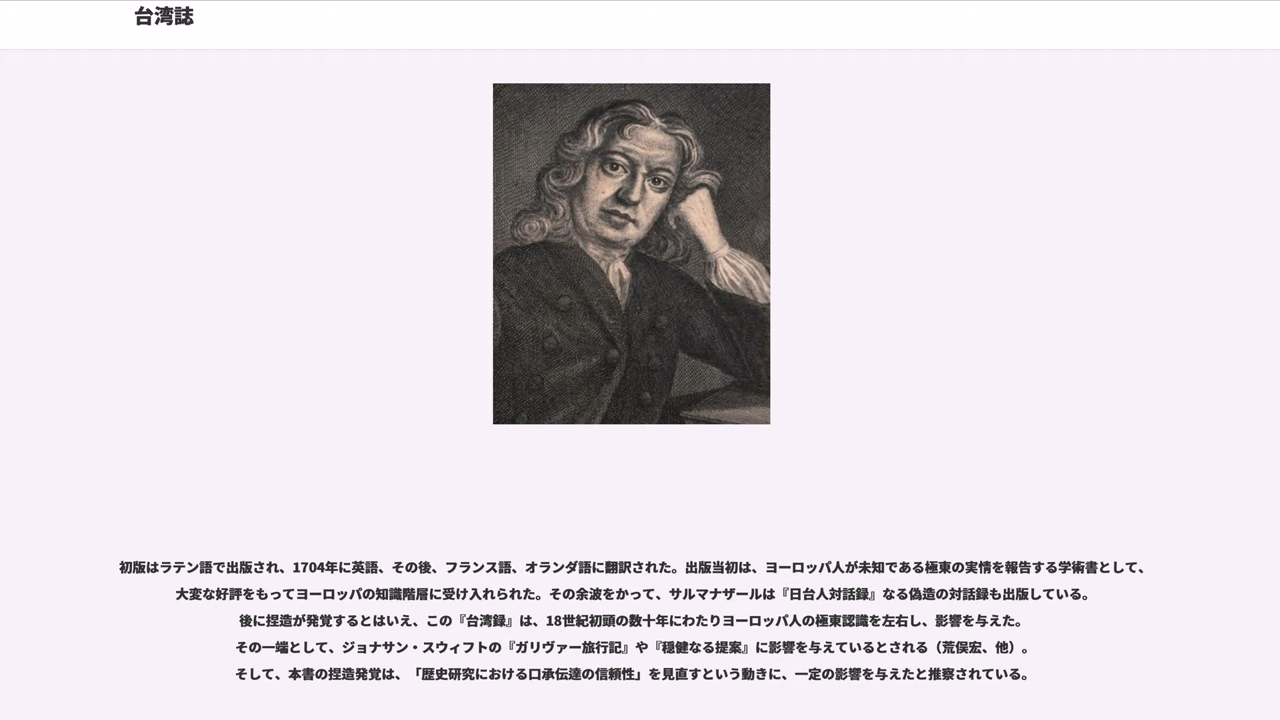 台湾誌
初版はラテン語で出版され、1704年に英語、その後、フランス語、オランダ語に翻訳された。出版当初は、ヨーロッパ人が未知である極東の実情を報告する学術書として、
大変な好評をもってヨーロッパの知識階層に受け入れられた。その余波をかって、サルマナザールは『日台人対話録』なる偽造の対話録も出版している。
後に捏造が発覚するとはいえ、この『台湾録』は、18世紀初頭の数十年にわたりヨーロッパ人の極東認識を左右し、影響を与えた。
その一端として、ジョナサン・スウィフトの『ガリヴァー旅行記』や『穏健なる提案』に影響を与えているとされる（荒俣宏、他）。
そして、本書の捏造発覚は、「歴史研究における口承伝達の信頼性」を見直すという動きに、一定の影響を与えたと推察されている。